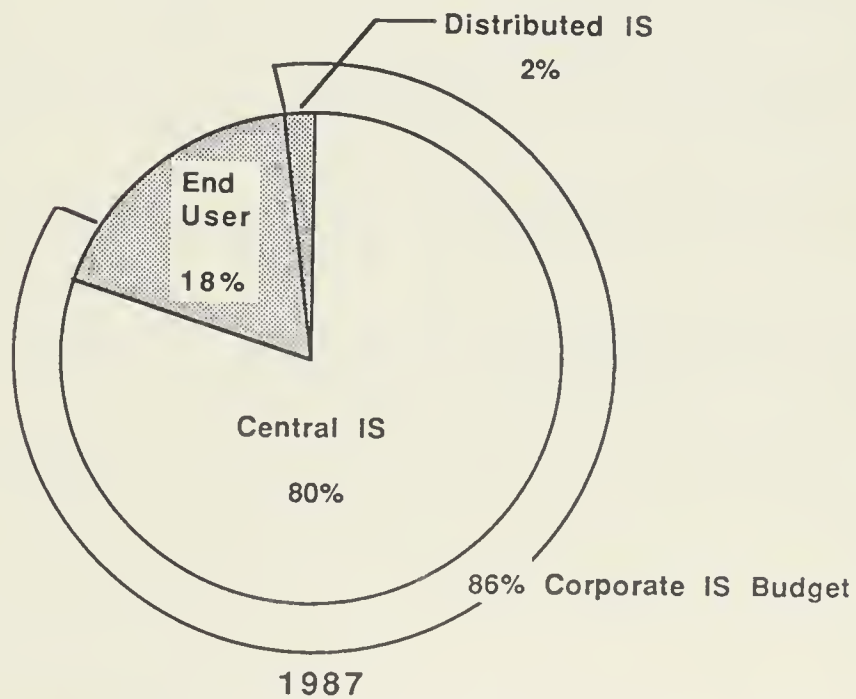 Distributed IS
2%
End
User
18%
Central IS
80%
86% Corporate IS Budget
1987